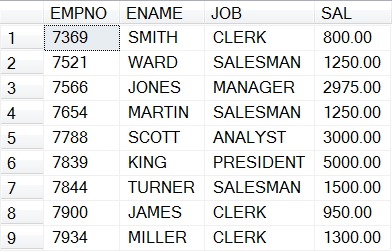 EMPNO ENAME JOB SAL
1 7369 SMITH CLERK 800.00
2 7521 WARD SALESMAN 1250.00
3 7566 JONES MANAGER 2975.00
4 7654 MARTIN SALESMAN 1250.00
5 7788 SCOTT ANALYST 3000.00
6 7839 KING PRESIDENT 5000.00
7 7844 TURNER SALESMAN 1500.00
8 7900 JAMES CLERK 950.00
9 7934 MILLER CLERK 1300.00